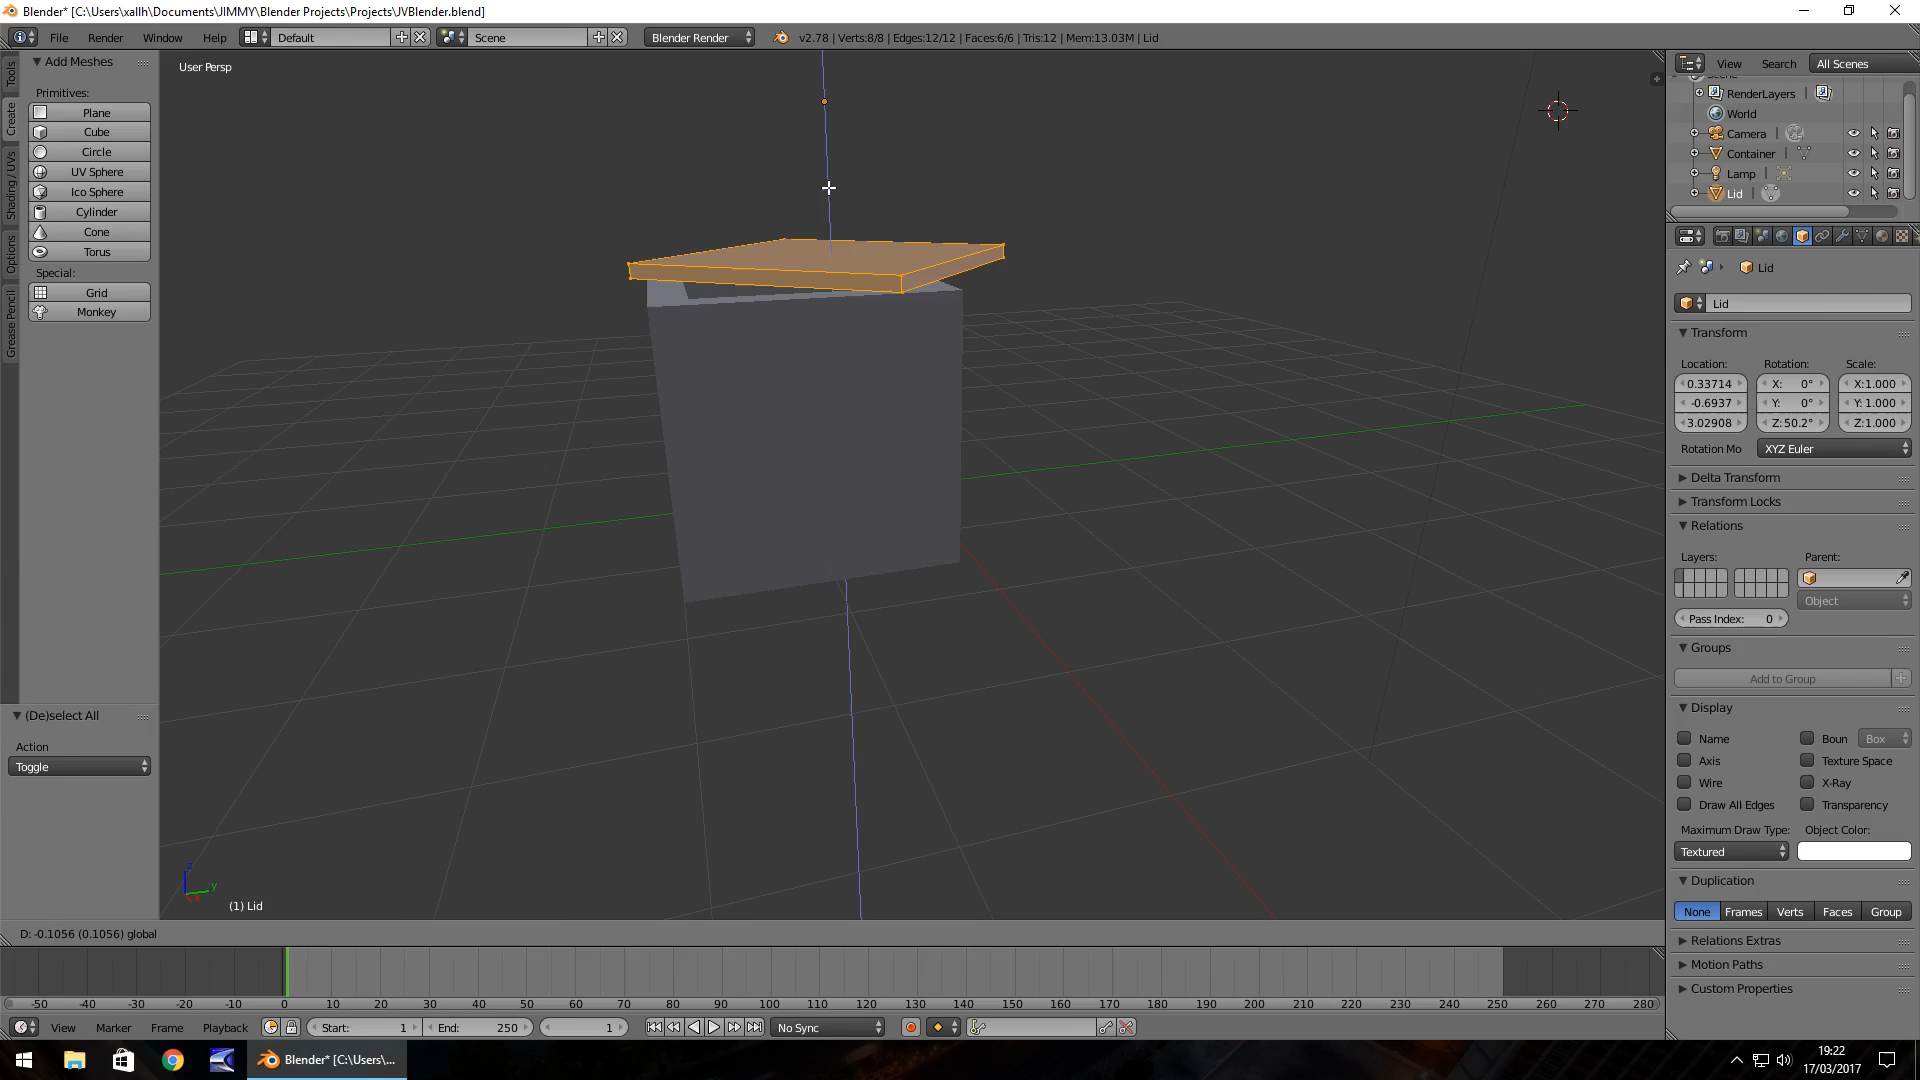 Blender* [C:\Users\xallh\Documents\JIMMY\Blender Projects\Projects\JVBlender.blend]
File Render Window Help Default Scene Blender Render v2.78 | Verts:8/8 | Edges:12/12 | Faces:6/6 | Tris:12 | Mem:13.03M | Lid
Tools
Create
Shading / UVs
Options
Grease Pencil
Add Meshes
Primitives:
Plane
Cube
Circle
UV Sphere
Ico Sphere
Cylinder
Cone
Torus
Special:
Grid
Monkey
(De)select All
Action
Toggle
User Persp
z
y
x
(1) Lid
D: -0.1056 (0.1056) global
View Search All Scenes
RenderLayers |
World
Camera |
Container |
Lamp |
Lid |
Lid
Lid
Transform
Location: Rotation: Scale:
0.33714 X: 0° X:1.000
-0.6937 Y: 0° Y: 1.000
3.02908 Z:50.2° Z:1.000
Rotation Mo XYZ Euler
Delta Transform
Transform Locks
Relations
Layers: Parent:
Object
Pass Index: 0
Groups
Add to Group
Display
Name Boun Box
Axis Texture Space
Wire X-Ray
Draw All Edges Transparency
Maximum Draw Type: Object Color:
Textured
Duplication
None Frames Verts Faces Group
Relations Extras
Motion Paths
Custom Properties
-50 -40 -30 -20 -10 0 10 20 30 40 50 60 70 80 90 100 110 120 130 140 150 160 170 180 190 200 210 220 230 240 250 260 270 280
View Marker Frame Playback Start: 1 End: 250 1 No Sync
Blender* [C:\Users\...
19:22
17/03/2017